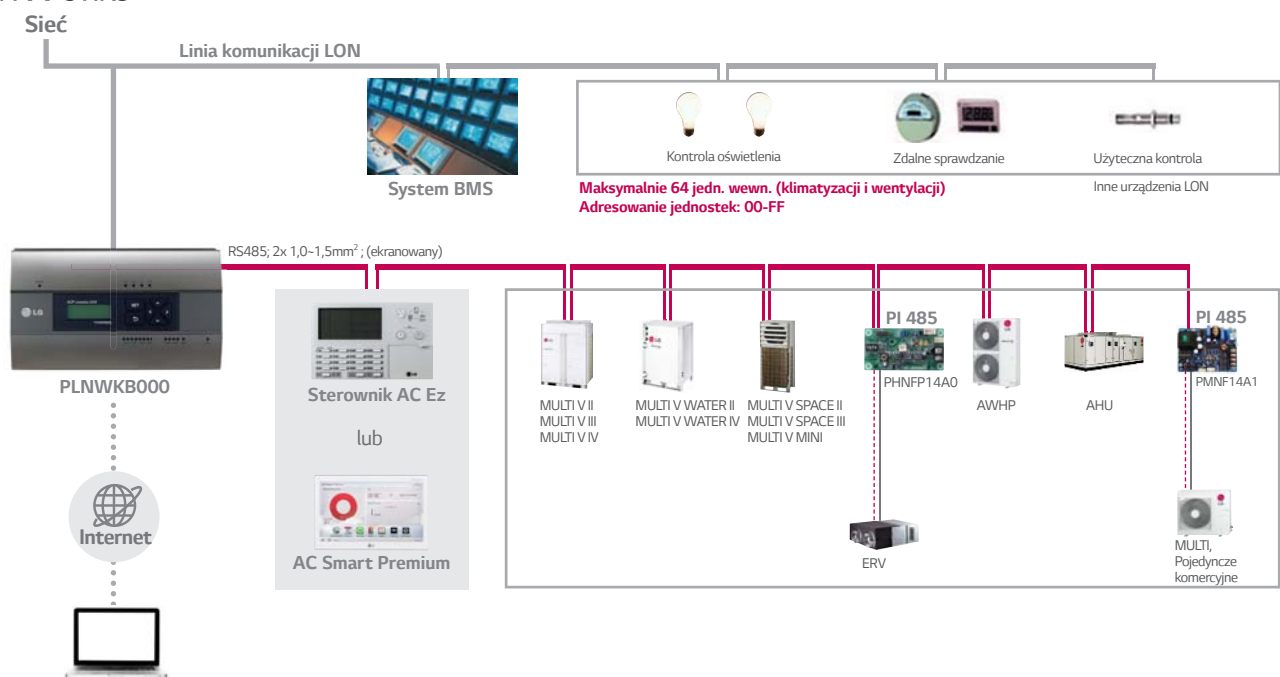 Sieć
Linia komunikacji LON
System BMS
Kontrola oświetlenia
Zdalne sprawdzanie
Użyteczna kontrola
Inne urządzenia LON
Maksymalnie 64 jedn. wewn. (klimatyzacji i wentylacji)
Adresowanie jednostek: 00-FF
RS485; 2x 1,0~1,5mm² ; (ekranowany)
LG
SET
PLNWKB000
Internet
Sterownik AC Ez
lub
AC Smart Premium
MULTI V II
MULTI V III
MULTI V IV
MULTI V WATER II
MULTI V WATER IV
MULTI V SPACE II
MULTI V SPACE III
MULTI V MINI
PI 485
PHNFP14A0
ERV
AWHP
AHU
PI 485
PMNF14A1
MULTI,
Pojedyncze
komercyjne